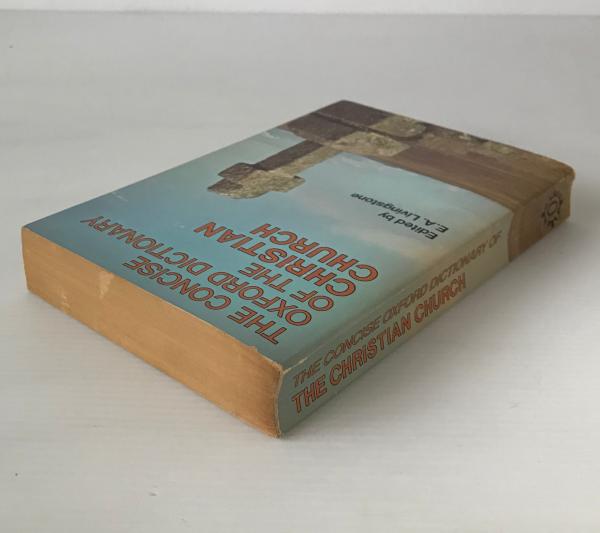 THE CONCISE
OXFORD DICTIONARY
OF THE
CHRISTIAN
CHURCH
Edited by
E.A. Livingstone
THE CONCISE OXFORD DICTIONARY OF
THE CHRISTIAN CHURCH